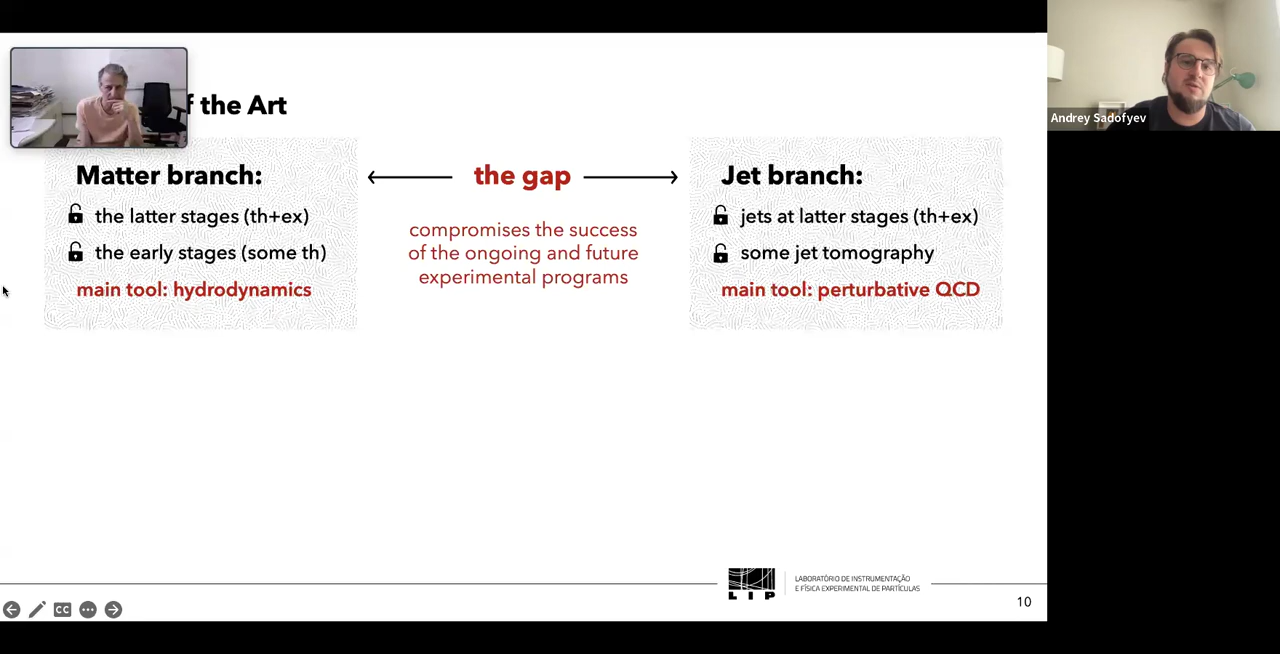 f the Art
Matter branch:
the latter stages (th+ex)
the early stages (some th)
main tool: hydrodynamics
the gap
compromises the success
of the ongoing and future
experimental programs
Jet branch:
jets at latter stages (th+ex)
some jet tomography
main tool: perturbative QCD
Andrey Sadofyev
LIP
LABORATÓRIO DE INSTRUMENTAÇÃO
E FÍSICA EXPERIMENTAL DE PARTÍCULAS
10
CC